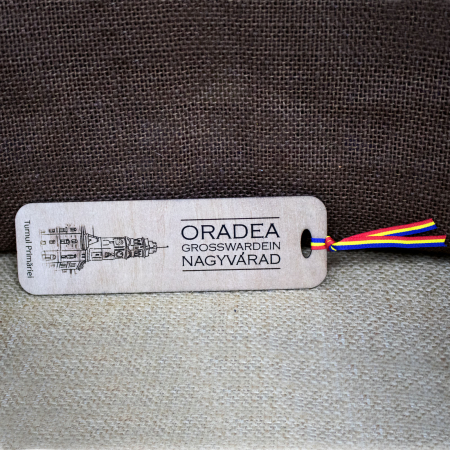 Turnul Primăriei
ORADEA
GROSSWARDEIN
NAGYVÁRAD